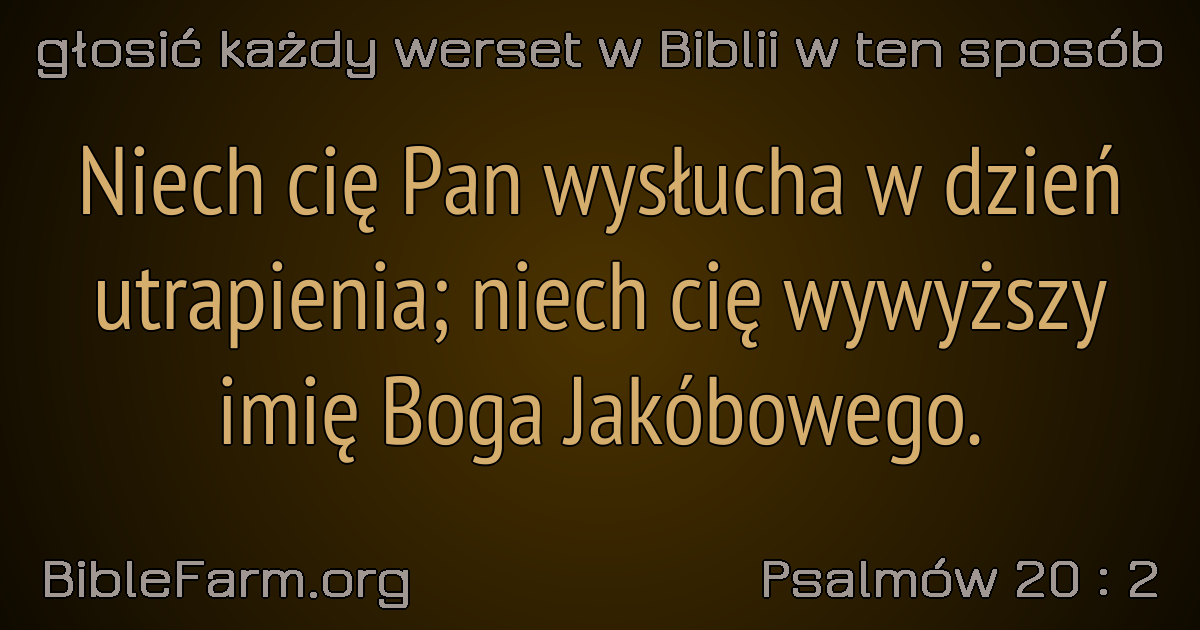 głosić każdy werset w Biblii w ten sposób
Niech cię Pan wysłucha w dzień
utrapienia; niech cię wywyższy
imię Boga Jakóbowego.
BibleFarm.org
Psalmów 20 : 2